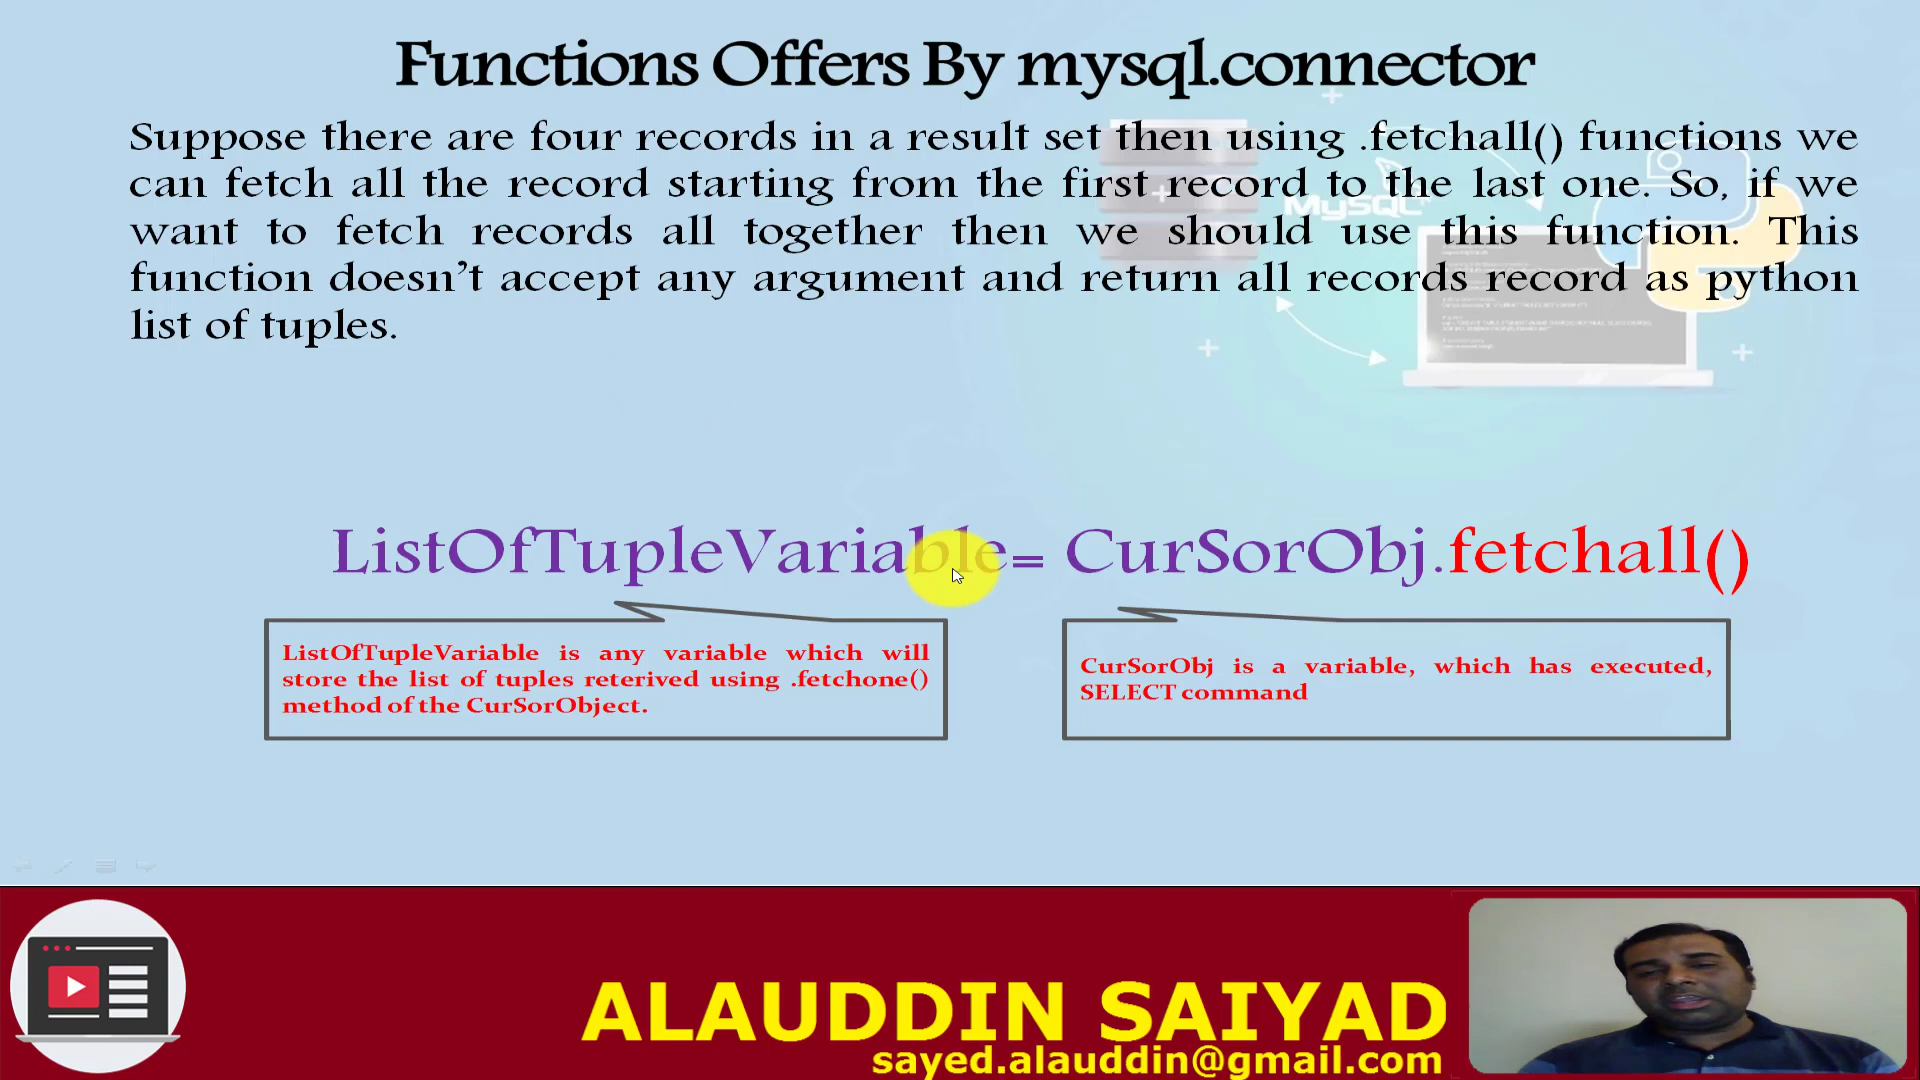 Functions Offers By mysql.connector
Suppose there are four records in a result set then using .fetchall() functions we
can fetch all the record starting from the first record to the last one. So, if we
want to fetch records all together then we should use this function. This
function doesn’t accept any argument and return all records record as python
list of tuples.
MySQL
ListOfTupleVariable= CurSorObj.fetchall()
ListOfTupleVariable is any variable which will
store the list of tuples reterived using .fetchone()
method of the CurSorObject.
CurSorObj is a variable, which has executed,
SELECT command
ALAUDDIN SAIYAD
sayed.alauddin@gmail.com